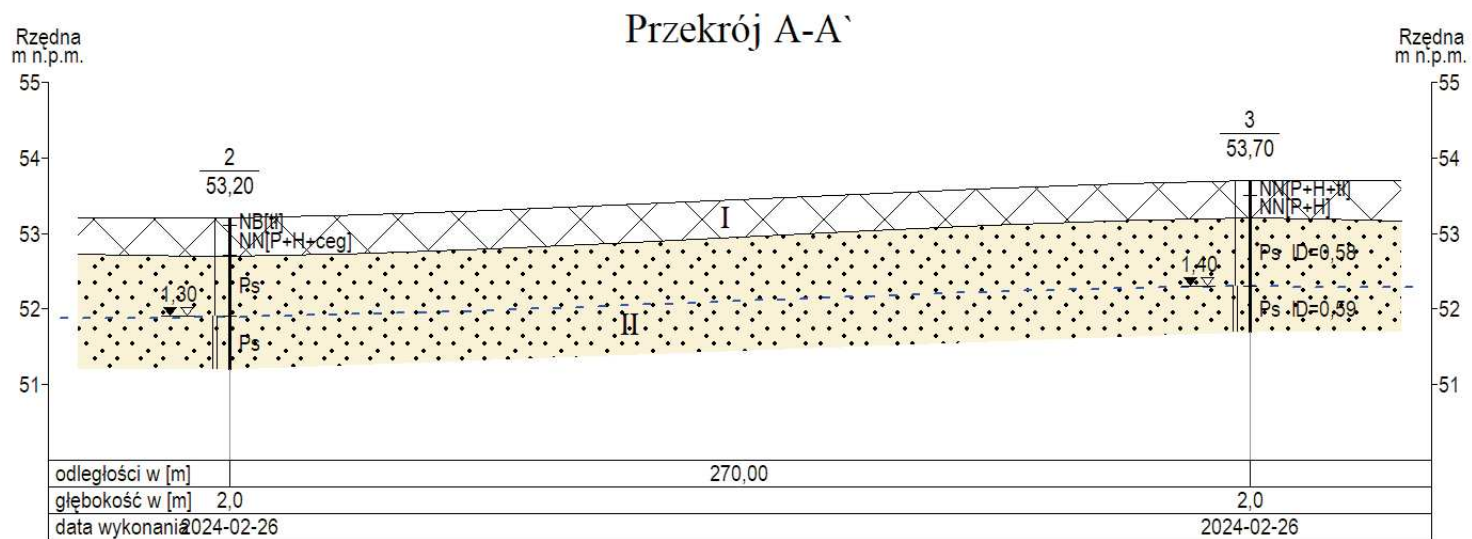 Przekrój A-A`
Rzędna
m n.p.m.
Rzędna
m n.p.m.
55
55
54
54
53
53
52
52
51
51
2
53,20
3
53,70
NB[tł]
NN[P+H+ceg]
Ps
1,30
Ps
I
II
NN[P+H+tł]
NN[P+H]
Ps ID=0,58
1,40
Ps ID=0,59
odległości w [m] 270,00
głębokość w [m] 2,0 2,0
data wykonania 2024-02-26 2024-02-26